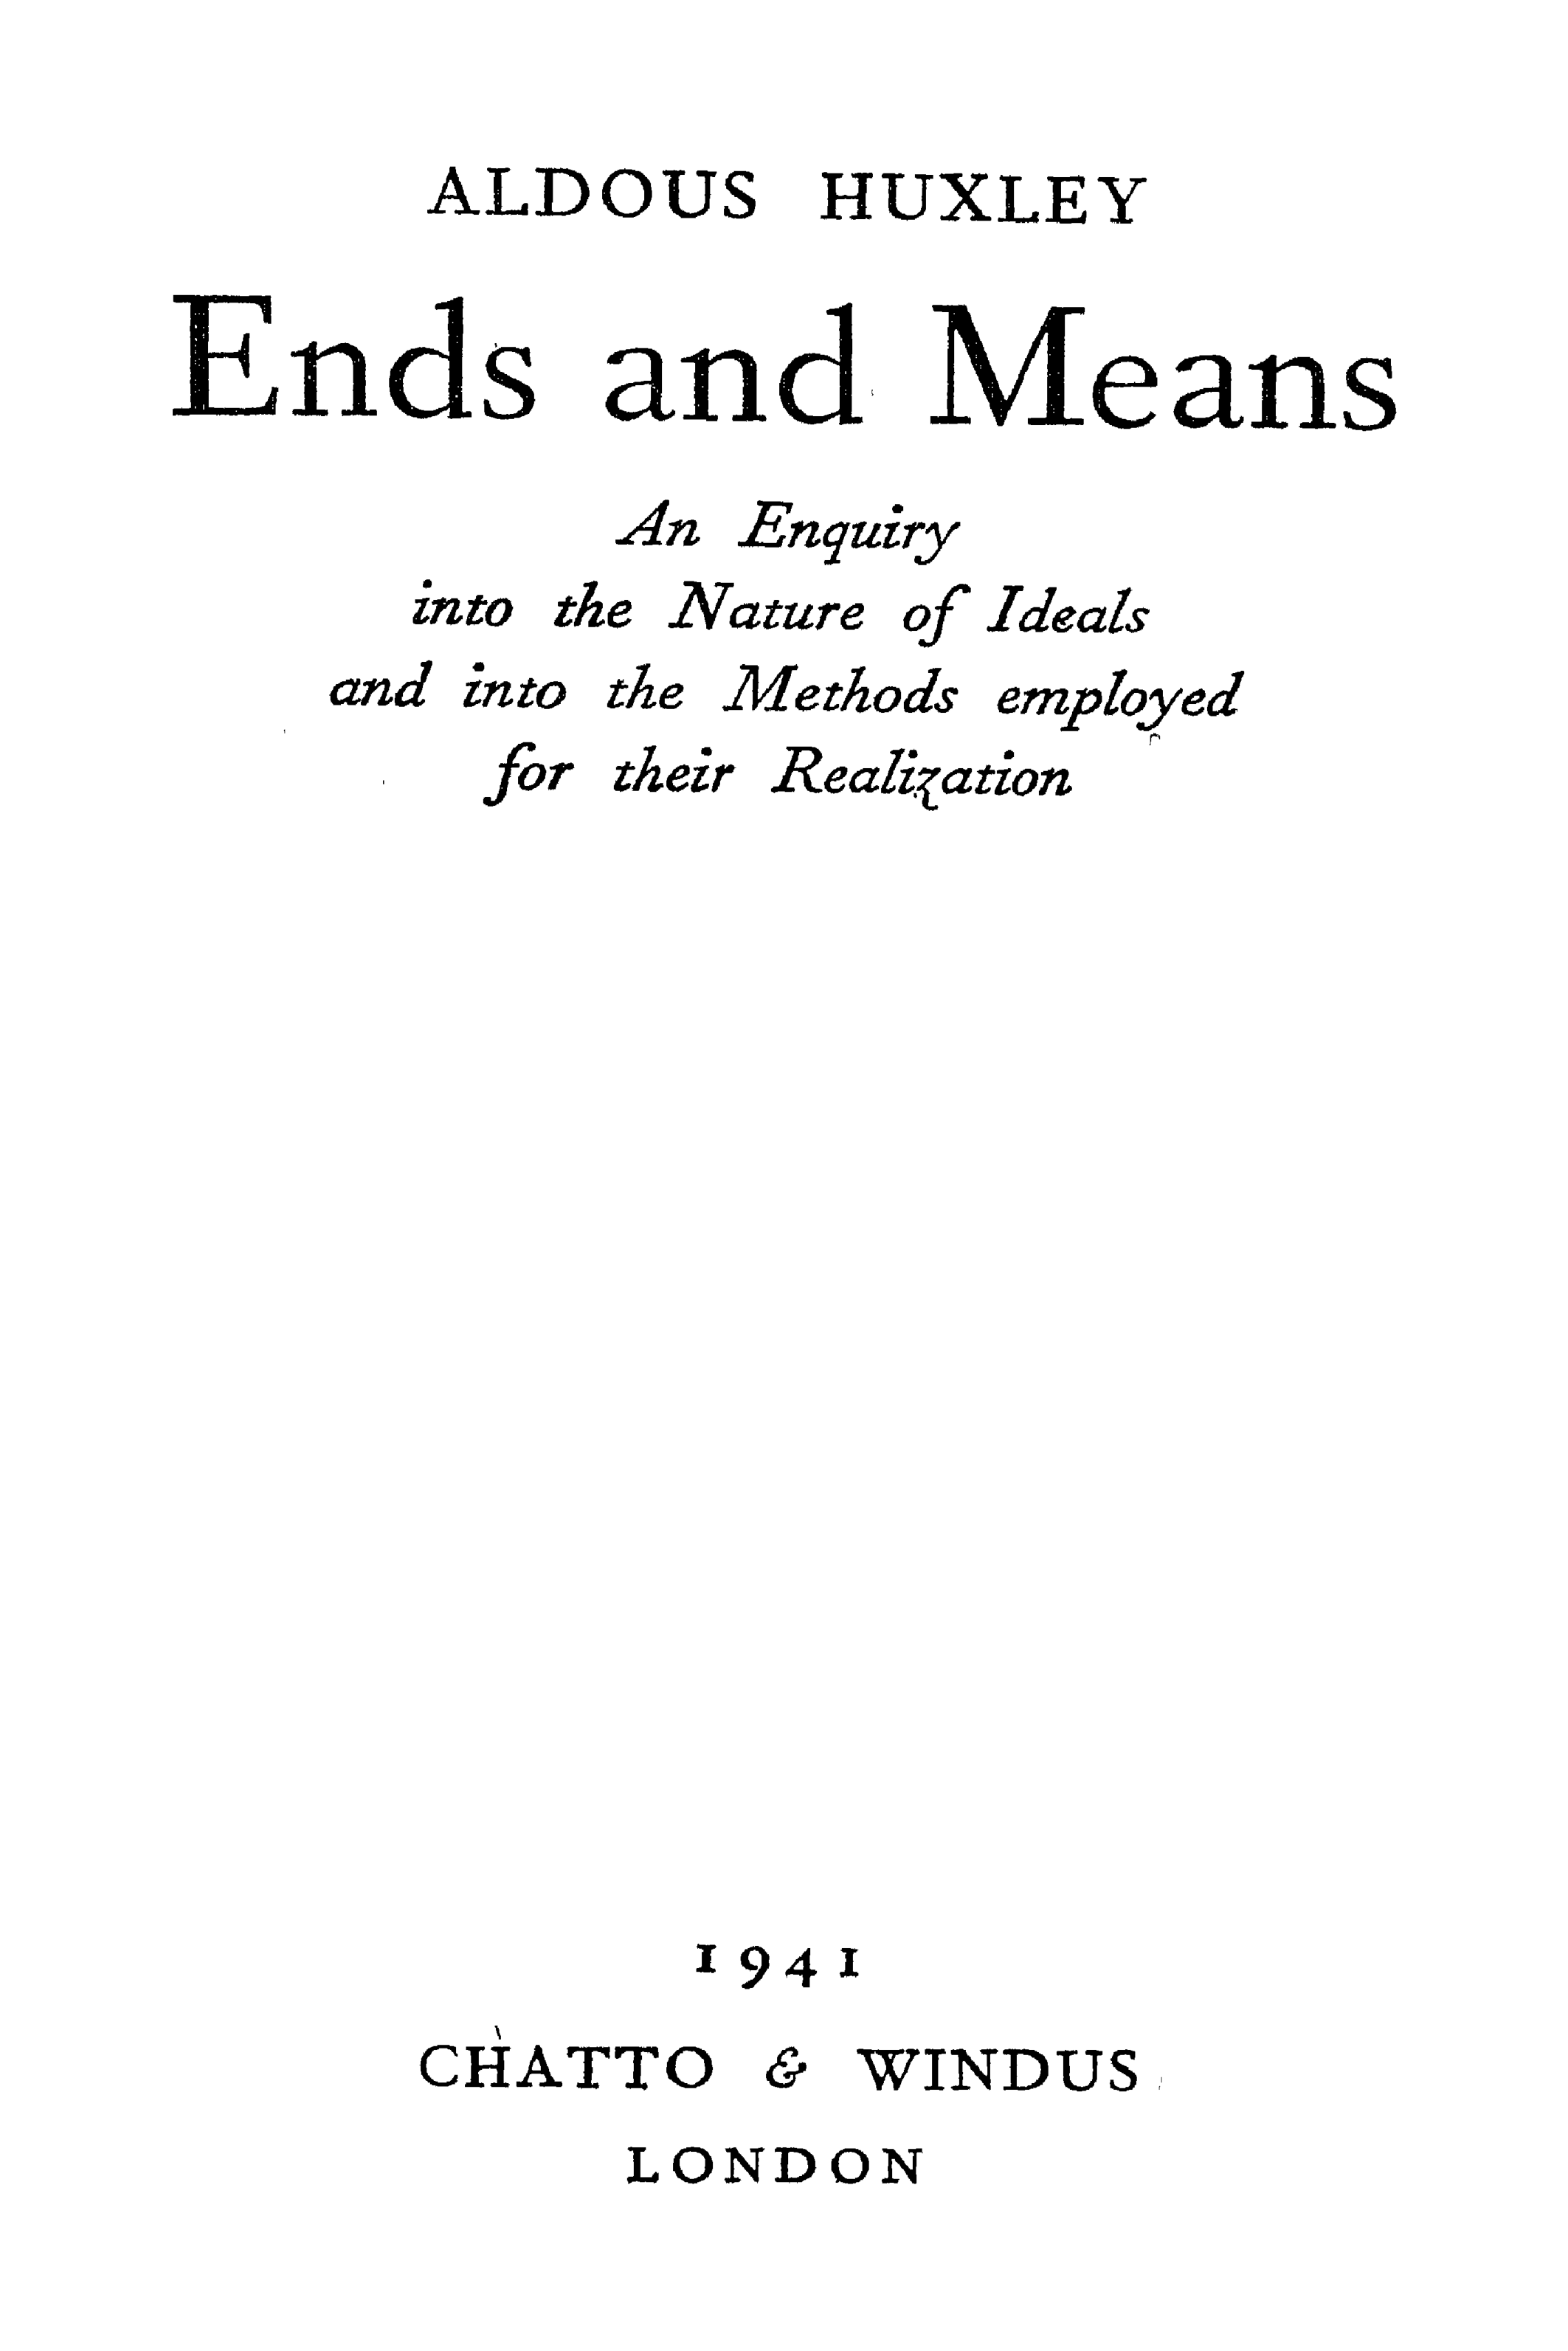 ALDOUS HUXLEY
Ends and Means
An Enquiry
into the Nature of Ideals
and into the Methods employed
for their Realization
1941
CHATTO & WINDUS
LONDON